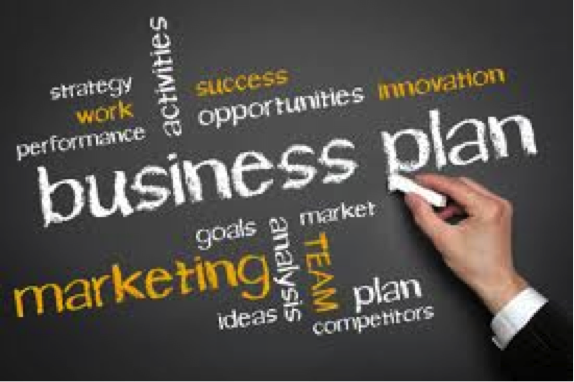 strategy
work
performance
activities
success
opportunities
innovation
business plan
goals
market
marketing
analysis
TEAM
ideas
plan
competitors